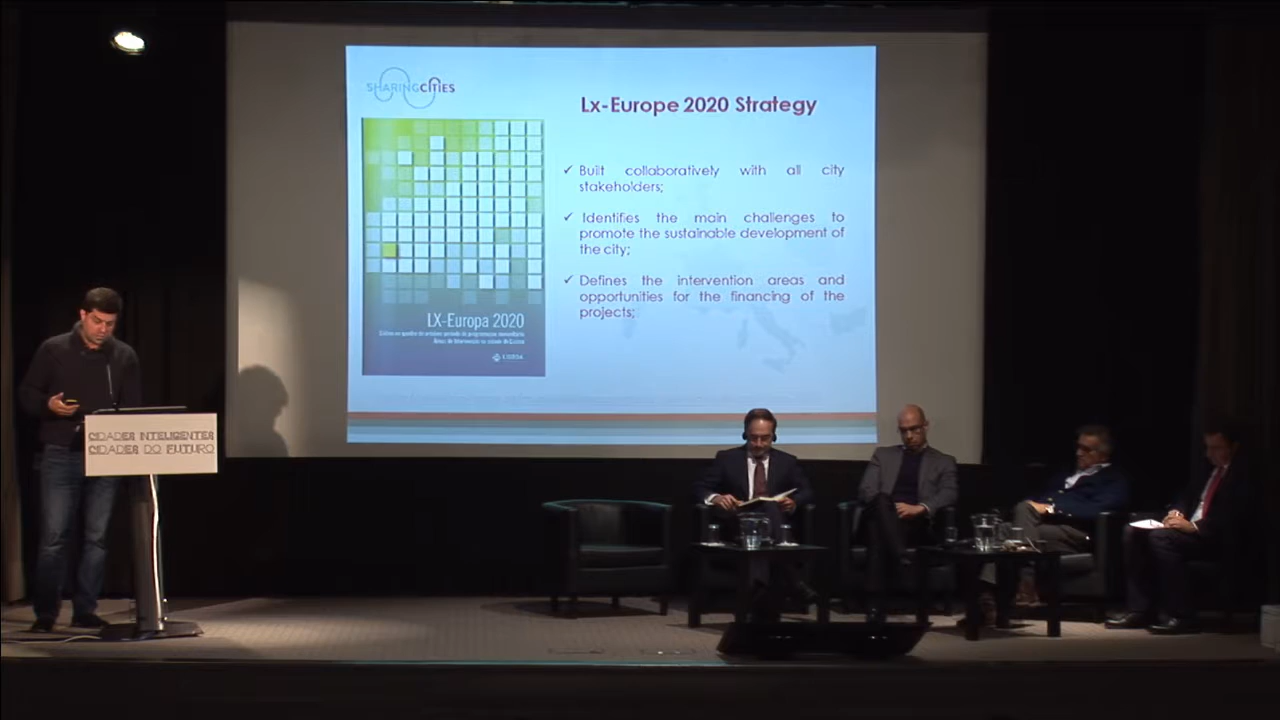 SHARINGCITIES
Lx-Europe 2020 Strategy
✓ Built collaboratively with all city
stakeholders;
✓ Identifies the main challenges to
promote the sustainable development of
the city;
✓ Defines the intervention areas and
opportunities for the financing of the
projects;
LX-Europa 2020
LISBOA
CIDADES INTELIGENTES
CIDADES DO FUTURO